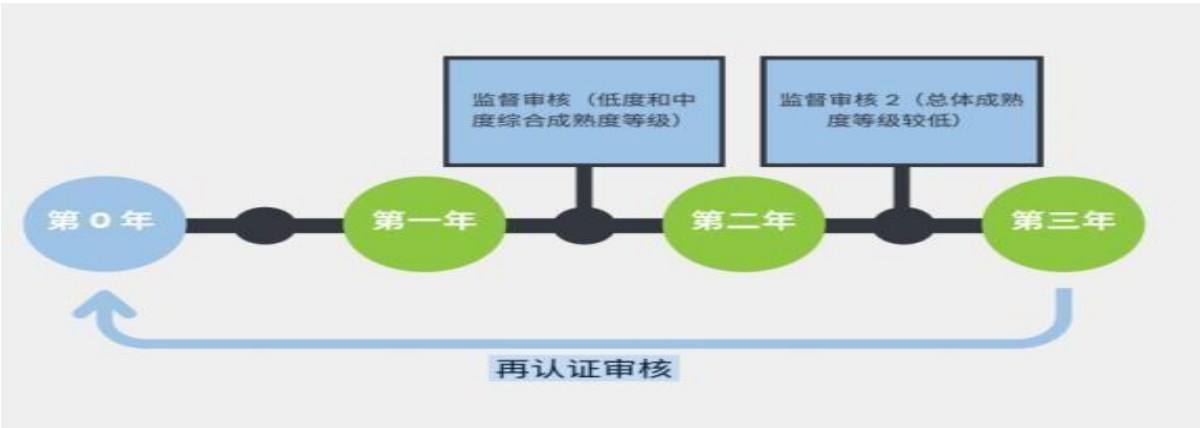 监督审核（低度和中
度综合成熟度等级）
监督审核 2（总体成熟
度等级较低）
第 0 年
第一年
第二年
第三年
再认证审核